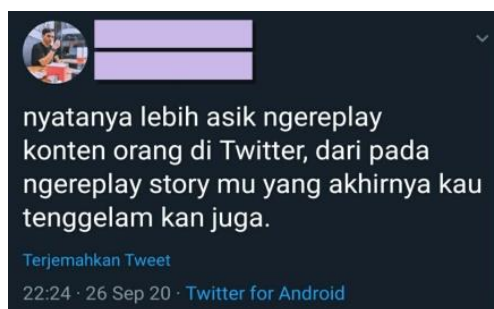 nyatanya lebih asik ngereplay
konten orang di Twitter, dari pada
ngereplay story mu yang akhirnya kau
tenggelam kan juga.
Terjemahkan Tweet
22:24 · 26 Sep 20 · Twitter for Android